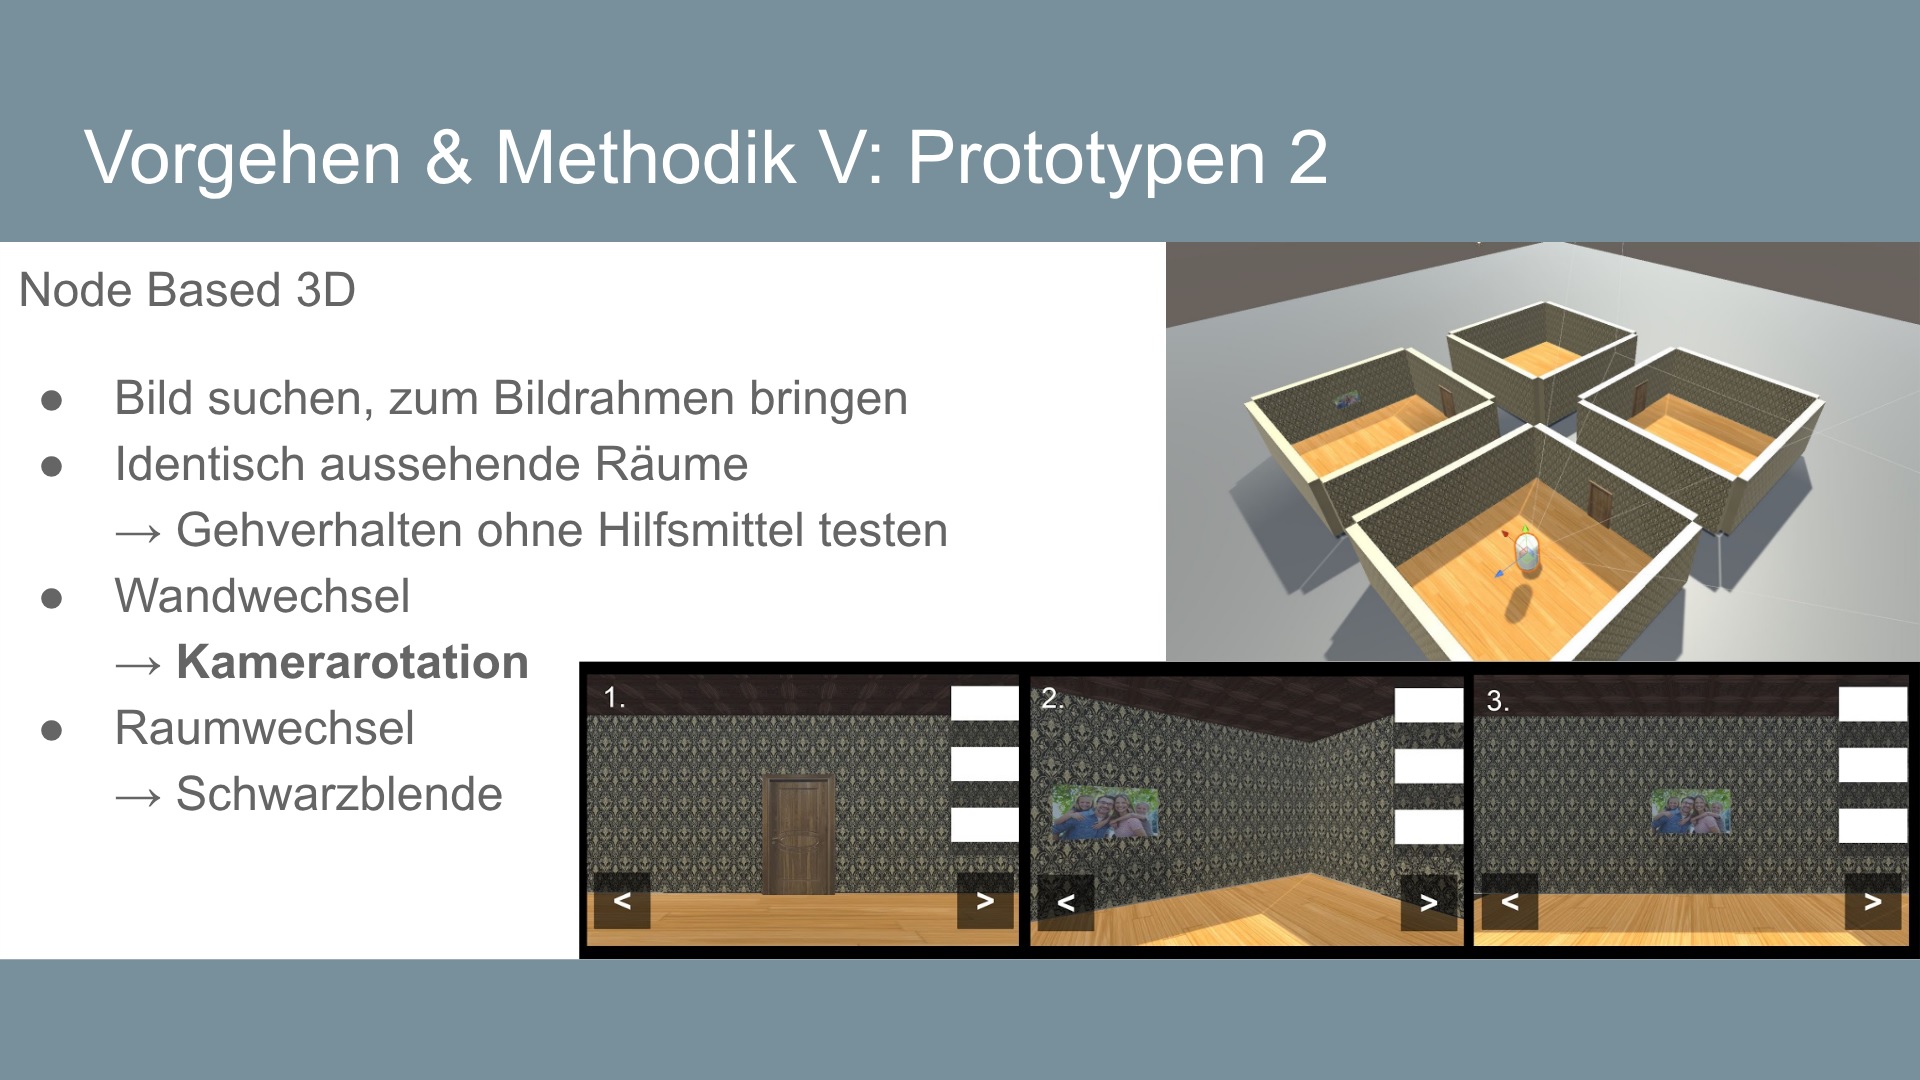 Vorgehen & Methodik V: Prototypen 2
Node Based 3D
● Bild suchen, zum Bildrahmen bringen
● Identisch aussehende Räume
→ Gehverhalten ohne Hilfsmittel testen
● Wandwechsel
→ Kamerarotation
● Raumwechsel
→ Schwarzblende
1.
< >
2.
< >
3.
< >